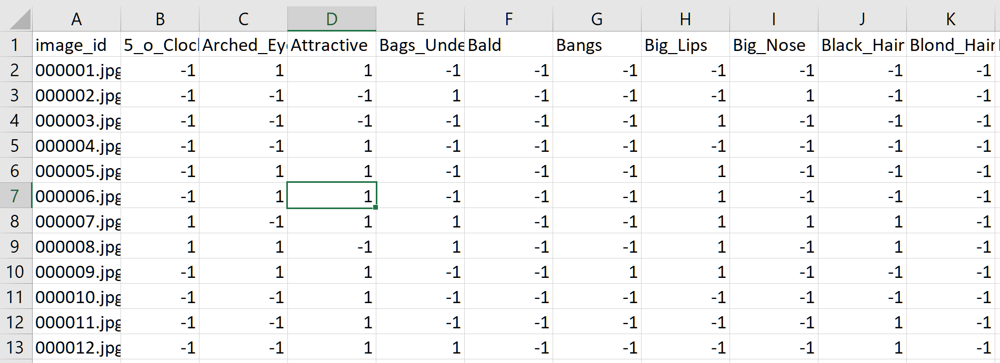 A B C D E F G H I J K
1 image_id 5_o_Cloc Arched_Ey Attractive Bags_Unde Bald Bangs Big_Lips Big_Nose Black_Hair Blond_Hair
2 000001.jpg -1 1 1 -1 -1 -1 -1 -1 -1 -1
3 000002.jpg -1 -1 -1 1 -1 -1 -1 1 -1 -1
4 000003.jpg -1 -1 -1 -1 -1 -1 1 -1 -1 -1
5 000004.jpg -1 -1 1 -1 -1 -1 -1 -1 -1 -1
6 000005.jpg -1 1 1 -1 -1 -1 1 -1 -1 -1
7 000006.jpg -1 1 1 -1 -1 -1 1 -1 -1 -1
8 000007.jpg 1 -1 1 1 -1 -1 1 1 1 -1
9 000008.jpg 1 1 -1 1 -1 -1 1 -1 1 -1
10 000009.jpg -1 1 1 -1 -1 1 1 -1 -1 -1
11 000010.jpg -1 -1 1 -1 -1 -1 -1 -1 -1 -1
12 000011.jpg -1 -1 1 -1 -1 -1 -1 -1 1 -1
13 000012.jpg -1 -1 1 1 -1 -1 -1 -1 1 -1